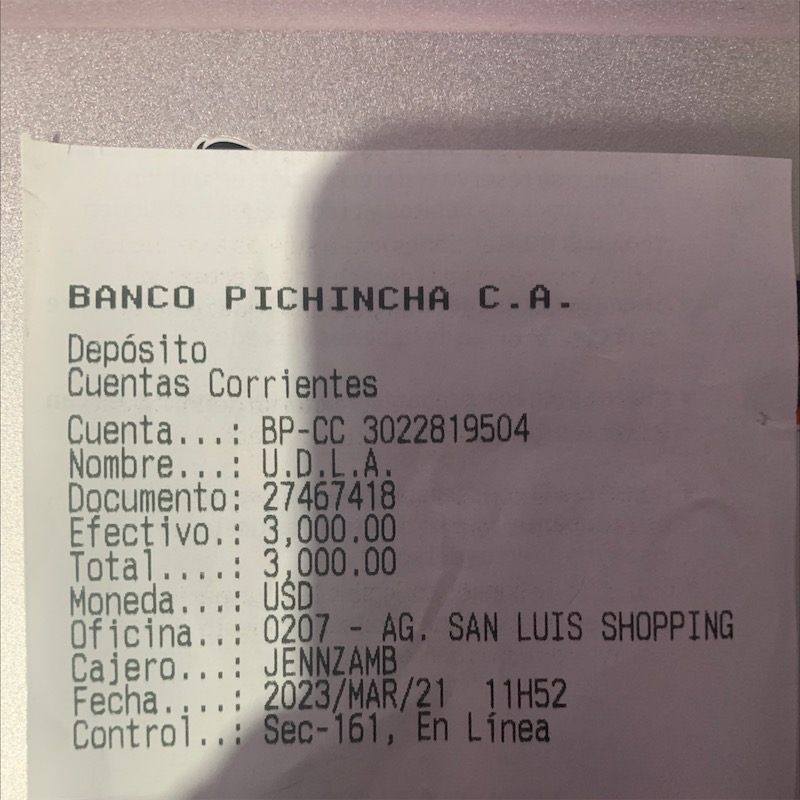 BANCO PICHINCHA C.A.
Depósito
Cuentas Corrientes
Cuenta...: BP-CC 3022819504
Nombre...: U.D.L.A.
Documento: 27467418
Efectivo.: 3,000.00
Total....: 3,000.00
Moneda...: USD
Oficina..: 0207 - AG. SAN LUIS SHOPPING
Cajero...: JENNZAMB
Fecha....: 2023/MAR/21 11H52
Control..: Sec-161, En Línea